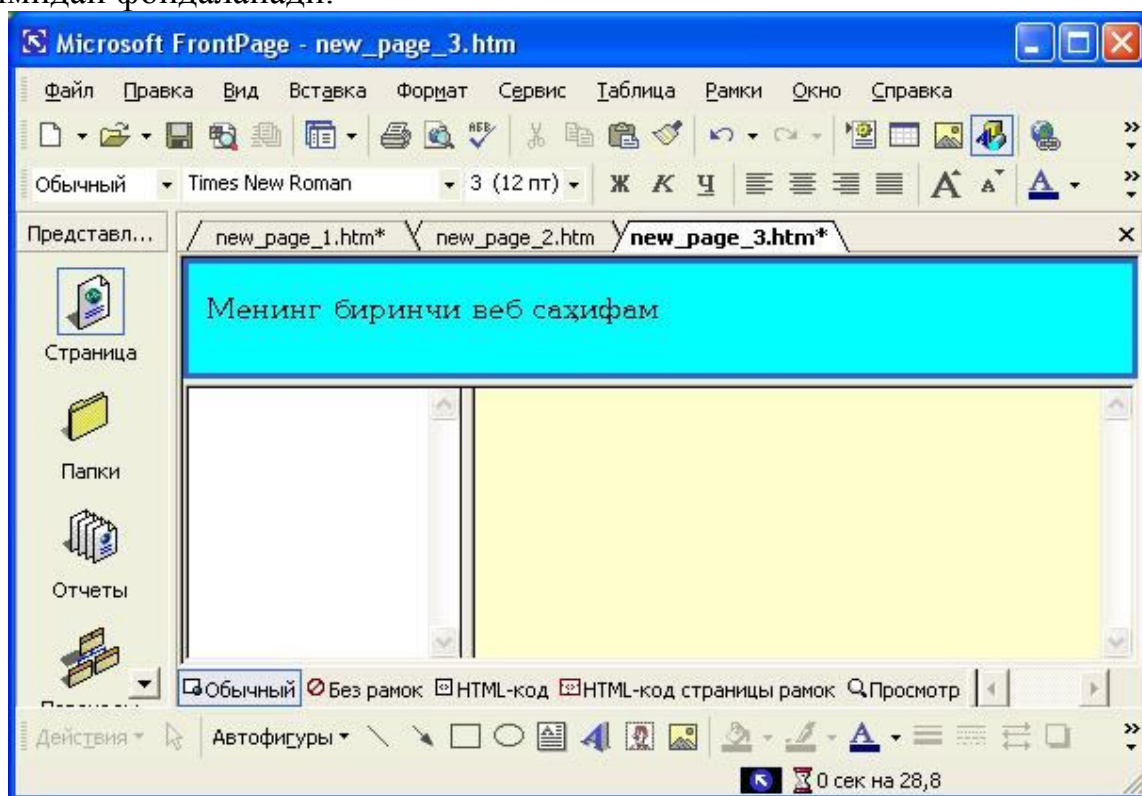 фойдаланади.
Microsoft FrontPage - new_page_3.htm
Файл Правка Вид Вставка Формат Сервис Таблица Рамки Окно Справка
Обычный Times New Roman 3 (12 пт) Ж К Ч A A A
Представл... new_page_1.htm* new_page_2.htm new_page_3.htm*
Менинг биринчи веб саҳифам
Страница
Папки
Отчеты
Обычный Без рамок HTML-код HTML-код страницы рамок Просмотр
Действия Автофигуры A
0 сек на 28,8